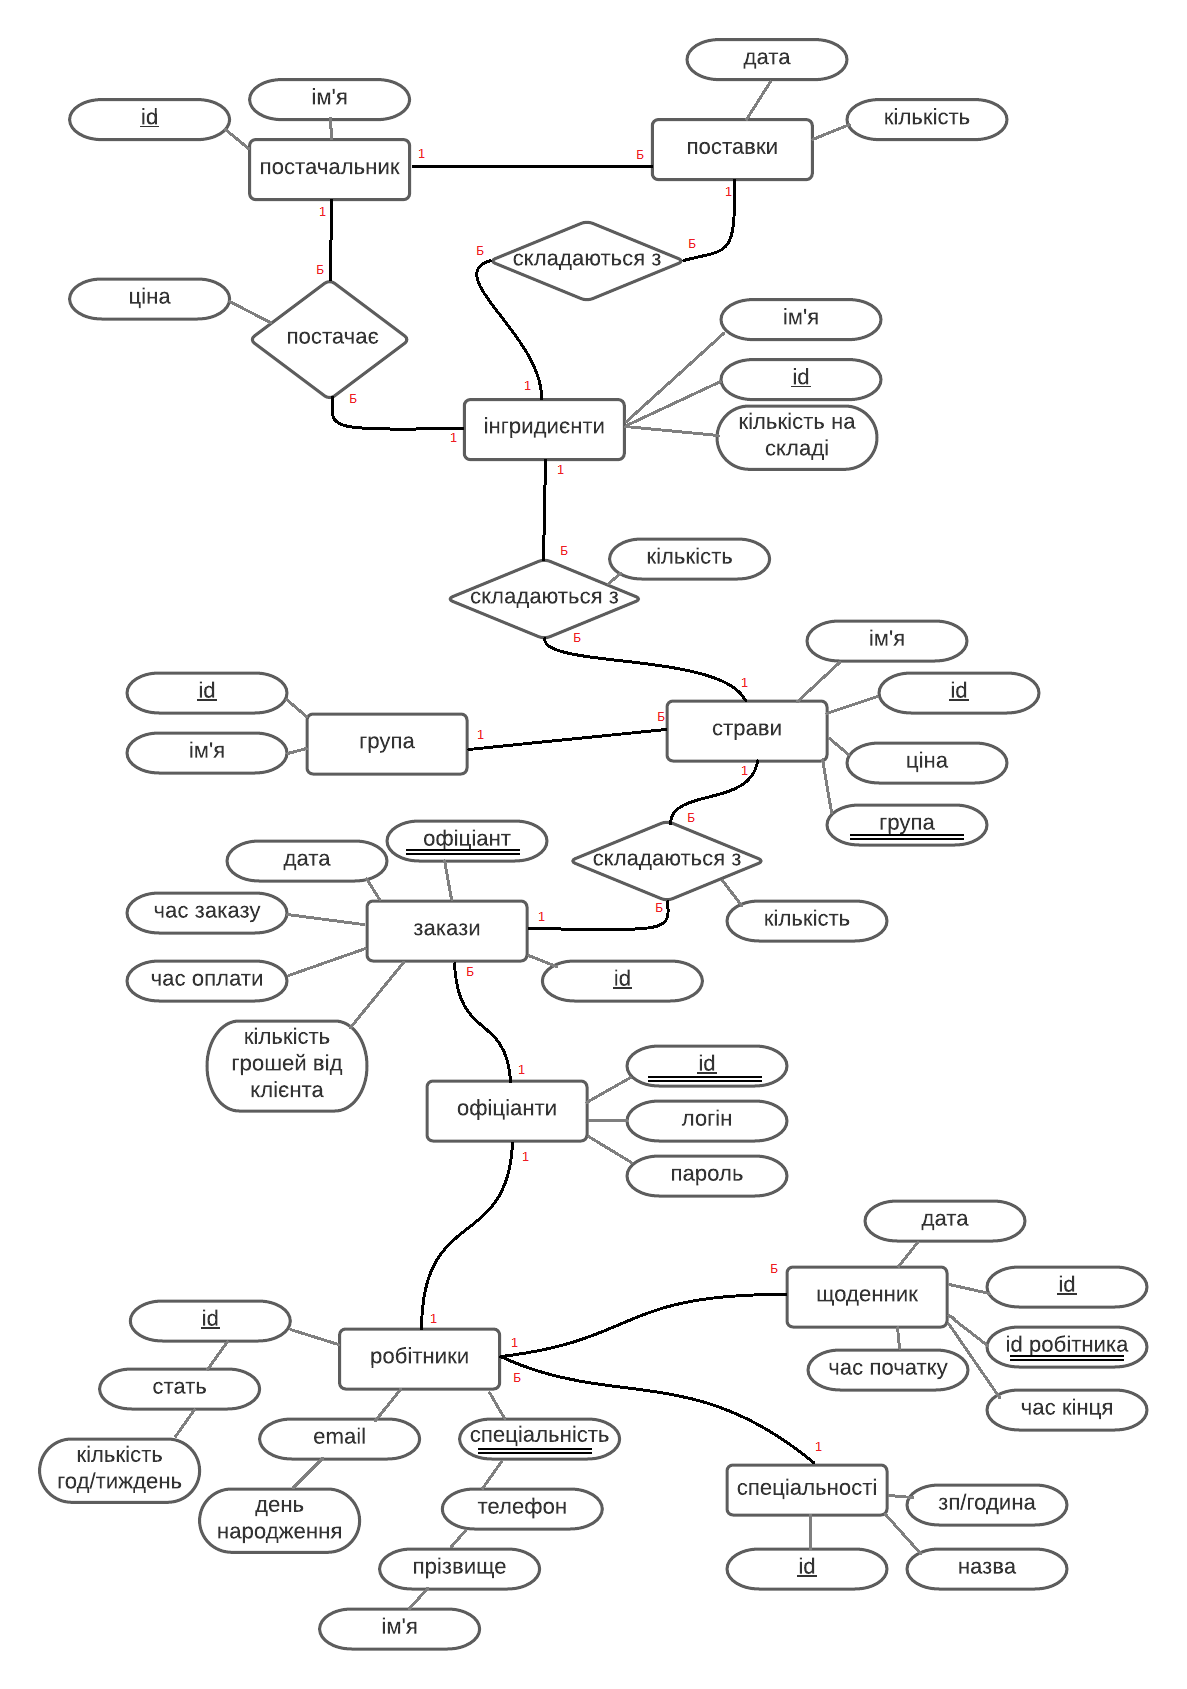 дата
ім'я
id
кількість
постачальник
1
Б
поставки
1
1
Б
Б
складаються з
Б
ціна
постачає
ім'я
id
кількість на
складі
Б
1
інгридиєнти
1
1
Б
кількість
складаються з
Б
ім'я
1
id
id
група
1
Б
страви
ім'я
ціна
1
Б
група
офіціант
дата
складаються з
час заказу
закази
1
Б
кількість
час оплати
Б
id
кількість
грошей від
клієнта
1
id
офіціанти
логін
1
пароль
дата
Б
щоденник
id
id
1
робітники
1
Б
id робітника
час початку
стать
час кінця
email
спеціальність
1
кількість
год/тиждень
спеціальності
зп/година
день
народження
телефон
прізвище
id
назва
ім'я